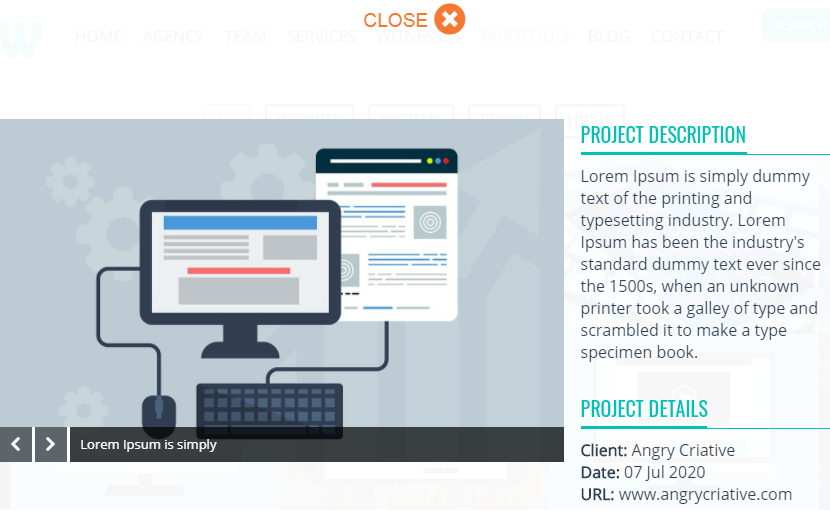 CLOSE
W
HOME AGENCY TEAM SERVICES WITNESSES PORTFOLIO BLOG CONTACT SEARCH
PROJECT DESCRIPTION
Lorem Ipsum is simply dummy
text of the printing and
typesetting industry. Lorem
Ipsum has been the industry's
standard dummy text ever since
the 1500s, when an unknown
printer took a galley of type and
scrambled it to make a type
specimen book.
Lorem Ipsum is simply
PROJECT DETAILS
Client: Angry Criative
Date: 07 Jul 2020
URL: www.angrycriative.com